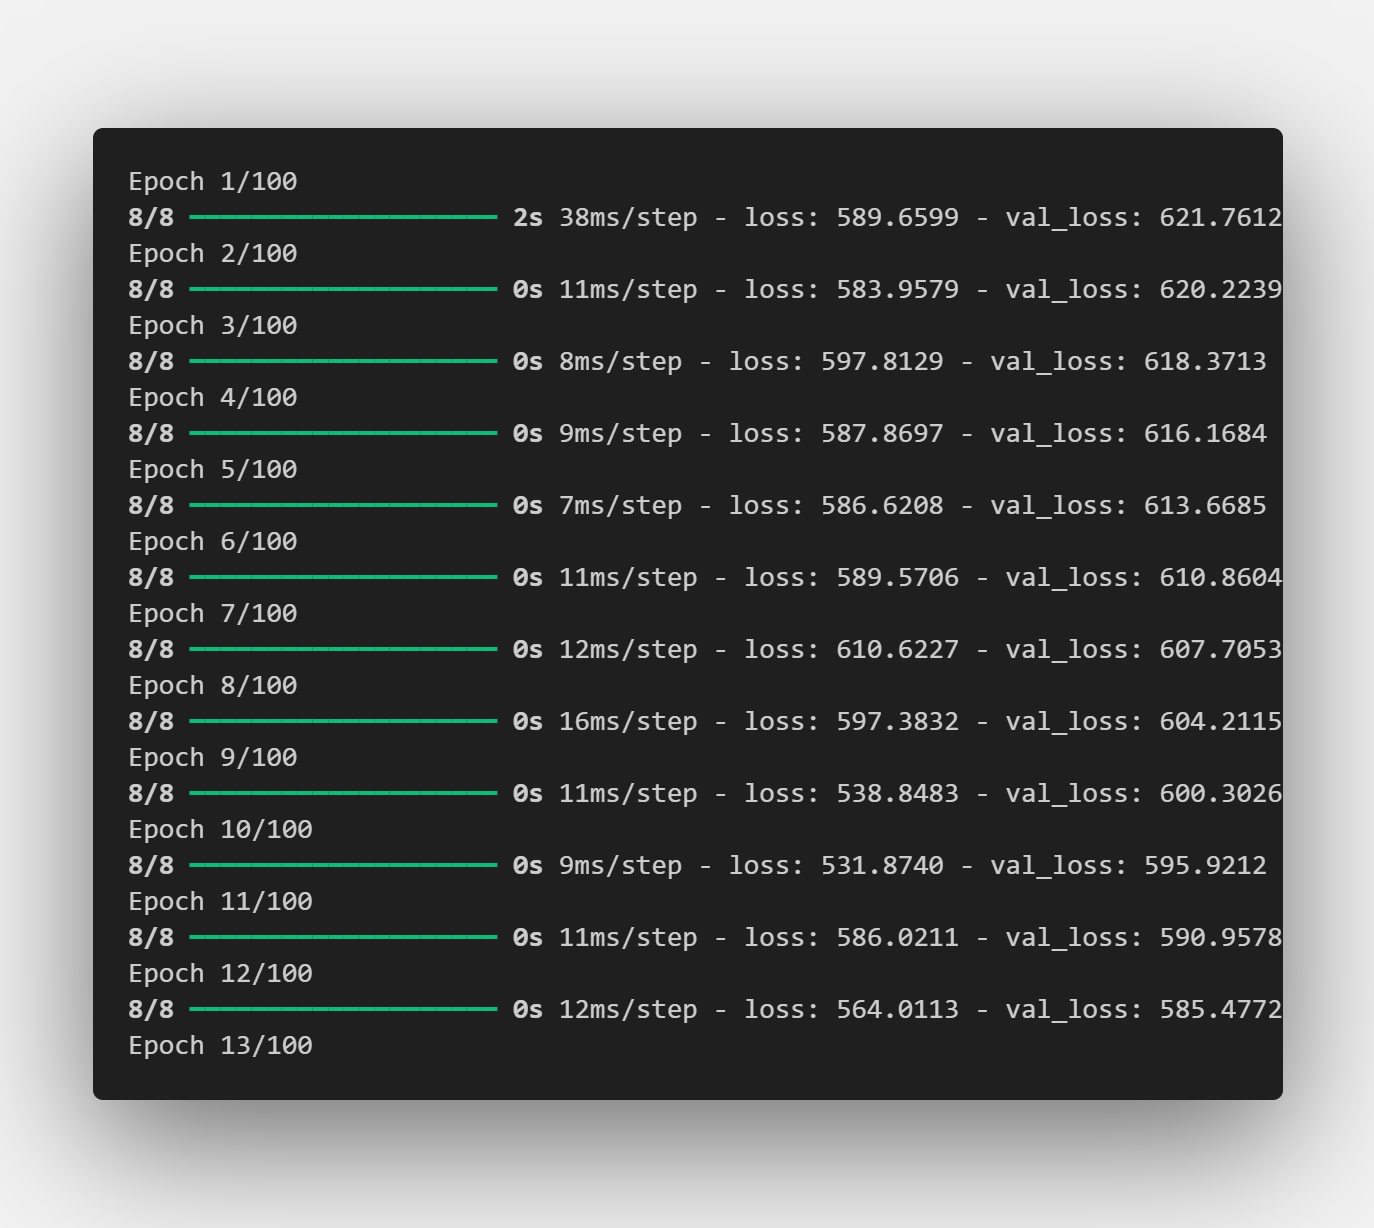 Epoch 1/100
8/8 ━━━━━━━━━━━━━━━━━━━━ 2s 38ms/step - loss: 589.6599 - val_loss: 621.7612
Epoch 2/100
8/8 ━━━━━━━━━━━━━━━━━━━━ 0s 11ms/step - loss: 583.9579 - val_loss: 620.2239
Epoch 3/100
8/8 ━━━━━━━━━━━━━━━━━━━━ 0s 8ms/step - loss: 597.8129 - val_loss: 618.3713
Epoch 4/100
8/8 ━━━━━━━━━━━━━━━━━━━━ 0s 9ms/step - loss: 587.8697 - val_loss: 616.1684
Epoch 5/100
8/8 ━━━━━━━━━━━━━━━━━━━━ 0s 7ms/step - loss: 586.6208 - val_loss: 613.6685
Epoch 6/100
8/8 ━━━━━━━━━━━━━━━━━━━━ 0s 11ms/step - loss: 589.5706 - val_loss: 610.8604
Epoch 7/100
8/8 ━━━━━━━━━━━━━━━━━━━━ 0s 12ms/step - loss: 610.6227 - val_loss: 607.7053
Epoch 8/100
8/8 ━━━━━━━━━━━━━━━━━━━━ 0s 16ms/step - loss: 597.3832 - val_loss: 604.2115
Epoch 9/100
8/8 ━━━━━━━━━━━━━━━━━━━━ 0s 11ms/step - loss: 538.8483 - val_loss: 600.3026
Epoch 10/100
8/8 ━━━━━━━━━━━━━━━━━━━━ 0s 9ms/step - loss: 531.8740 - val_loss: 595.9212
Epoch 11/100
8/8 ━━━━━━━━━━━━━━━━━━━━ 0s 11ms/step - loss: 586.0211 - val_loss: 590.9578
Epoch 12/100
8/8 ━━━━━━━━━━━━━━━━━━━━ 0s 12ms/step - loss: 564.0113 - val_loss: 585.4772
Epoch 13/100